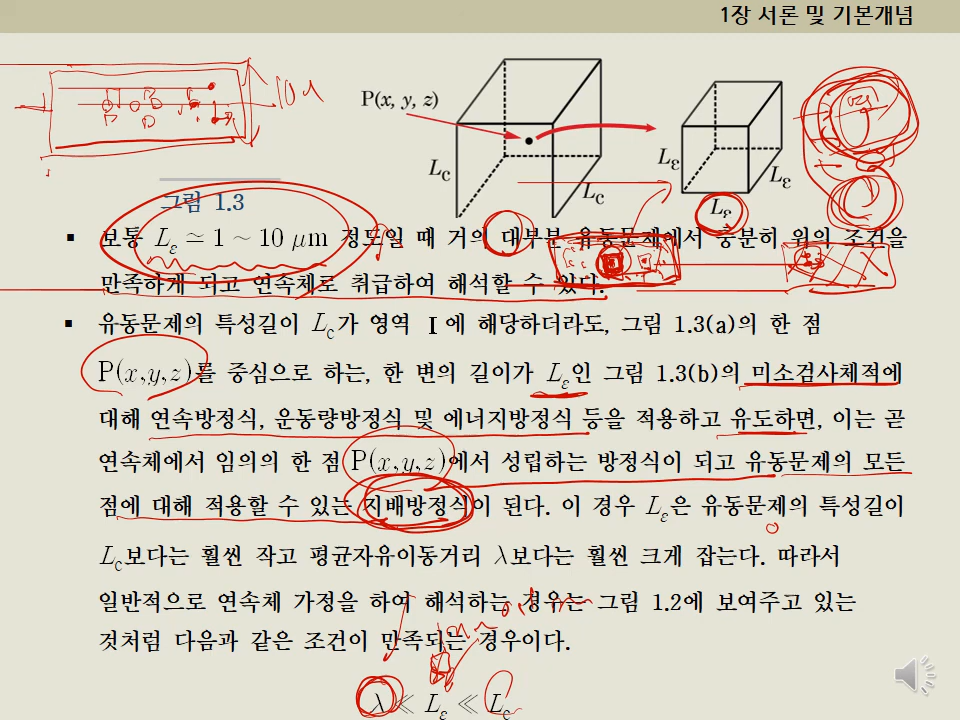 1장 서론 및 기본개념
10μ
P(x, y, z)
L_C
L_C
L_ε
L_ε
L_ε
그림 1.3
▪ 보통 L_ε ≃ 1 ~ 10 μm 정도일 때 거의 대부분 유동문제에서 충분히 위의 조건을
만족하게 되고 연속체로 취급하여 해석할 수 있다.
▪ 유동문제의 특성길이 L_C가 영역 Ⅰ에 해당하더라도, 그림 1.3(a)의 한 점
P(x,y,z)를 중심으로 하는, 한 변의 길이가 L_ε인 그림 1.3(b)의 미소검사체적에
대해 연속방정식, 운동량방정식 및 에너지방정식 등을 적용하고 유도하면, 이는 곧
연속체에서 임의의 한 점 P(x,y,z)에서 성립하는 방정식이 되고 유동문제의 모든
점에 대해 적용할 수 있는 지배방정식이 된다. 이 경우 L_ε은 유동문제의 특성길이
L_C보다는 훨씬 작고 평균자유이동거리 λ보다는 훨씬 크게 잡는다. 따라서
일반적으로 연속체 가정을 하여 해석하는 경우는 그림 1.2에 보여주고 있는
것처럼 다음과 같은 조건이 만족되는 경우이다.
λ ≪ L_ε ≪ L_C